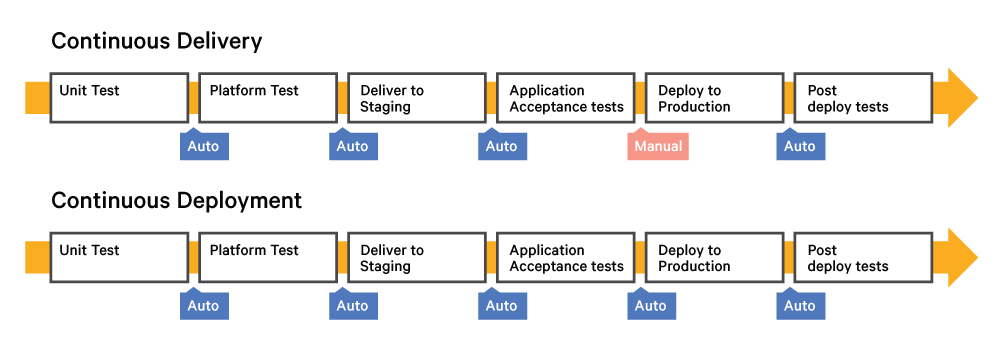 Continuous Delivery
Unit Test
Platform Test
Deliver to
Staging
Application
Acceptance tests
Deploy to
Production
Post
deploy tests
Auto
Auto
Auto
Manual
Auto
Continuous Deployment
Unit Test
Platform Test
Deliver to
Staging
Application
Acceptance tests
Deploy to
Production
Post
deploy tests
Auto
Auto
Auto
Auto
Auto